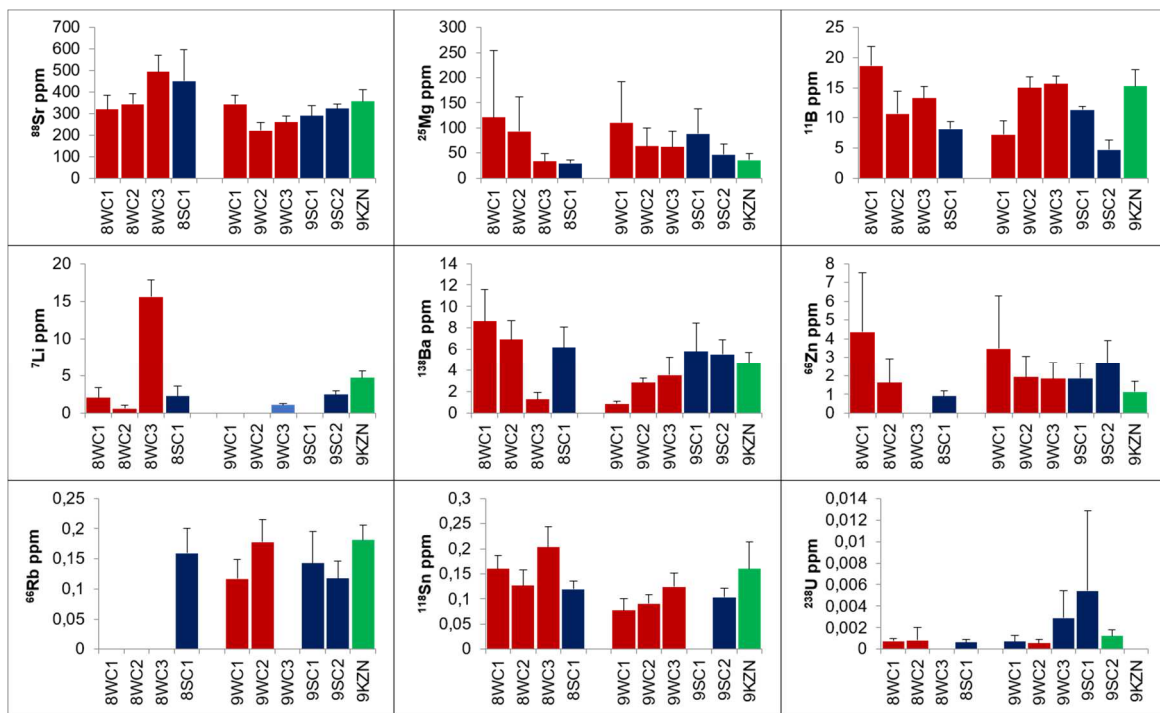 ⁸⁸Sr ppm
700
600
500
400
300
200
100
0
8WC1
8WC2
8WC3
8SC1
9WC1
9WC2
9WC3
9SC1
9SC2
9KZN
²⁵Mg ppm
300
250
200
150
100
50
0
8WC1
8WC2
8WC3
8SC1
9WC1
9WC2
9WC3
9SC1
9SC2
9KZN
¹¹B ppm
25
20
15
10
5
0
8WC1
8WC2
8WC3
8SC1
9WC1
9WC2
9WC3
9SC1
9SC2
9KZN
⁷Li ppm
20
15
10
5
0
8WC1
8WC2
8WC3
8SC1
9WC1
9WC2
9WC3
9SC1
9SC2
9KZN
¹³⁸Ba ppm
14
12
10
8
6
4
2
0
8WC1
8WC2
8WC3
8SC1
9WC1
9WC2
9WC3
9SC1
9SC2
9KZN
⁶⁶Zn ppm
8
7
6
5
4
3
2
1
0
8WC1
8WC2
8WC3
8SC1
9WC1
9WC2
9WC3
9SC1
9SC2
9KZN
⁶⁶Rb ppm
0,25
0,2
0,15
0,1
0,05
0
8WC1
8WC2
8WC3
8SC1
9WC1
9WC2
9WC3
9SC1
9SC2
9KZN
¹¹⁸Sn ppm
0,3
0,25
0,2
0,15
0,1
0,05
0
8WC1
8WC2
8WC3
8SC1
9WC1
9WC2
9WC3
9SC1
9SC2
9KZN
²³⁸U ppm
0,014
0,012
0,01
0,008
0,006
0,004
0,002
0
8WC1
8WC2
8WC3
8SC1
9WC1
9WC2
9WC3
9SC1
9SC2
9KZN